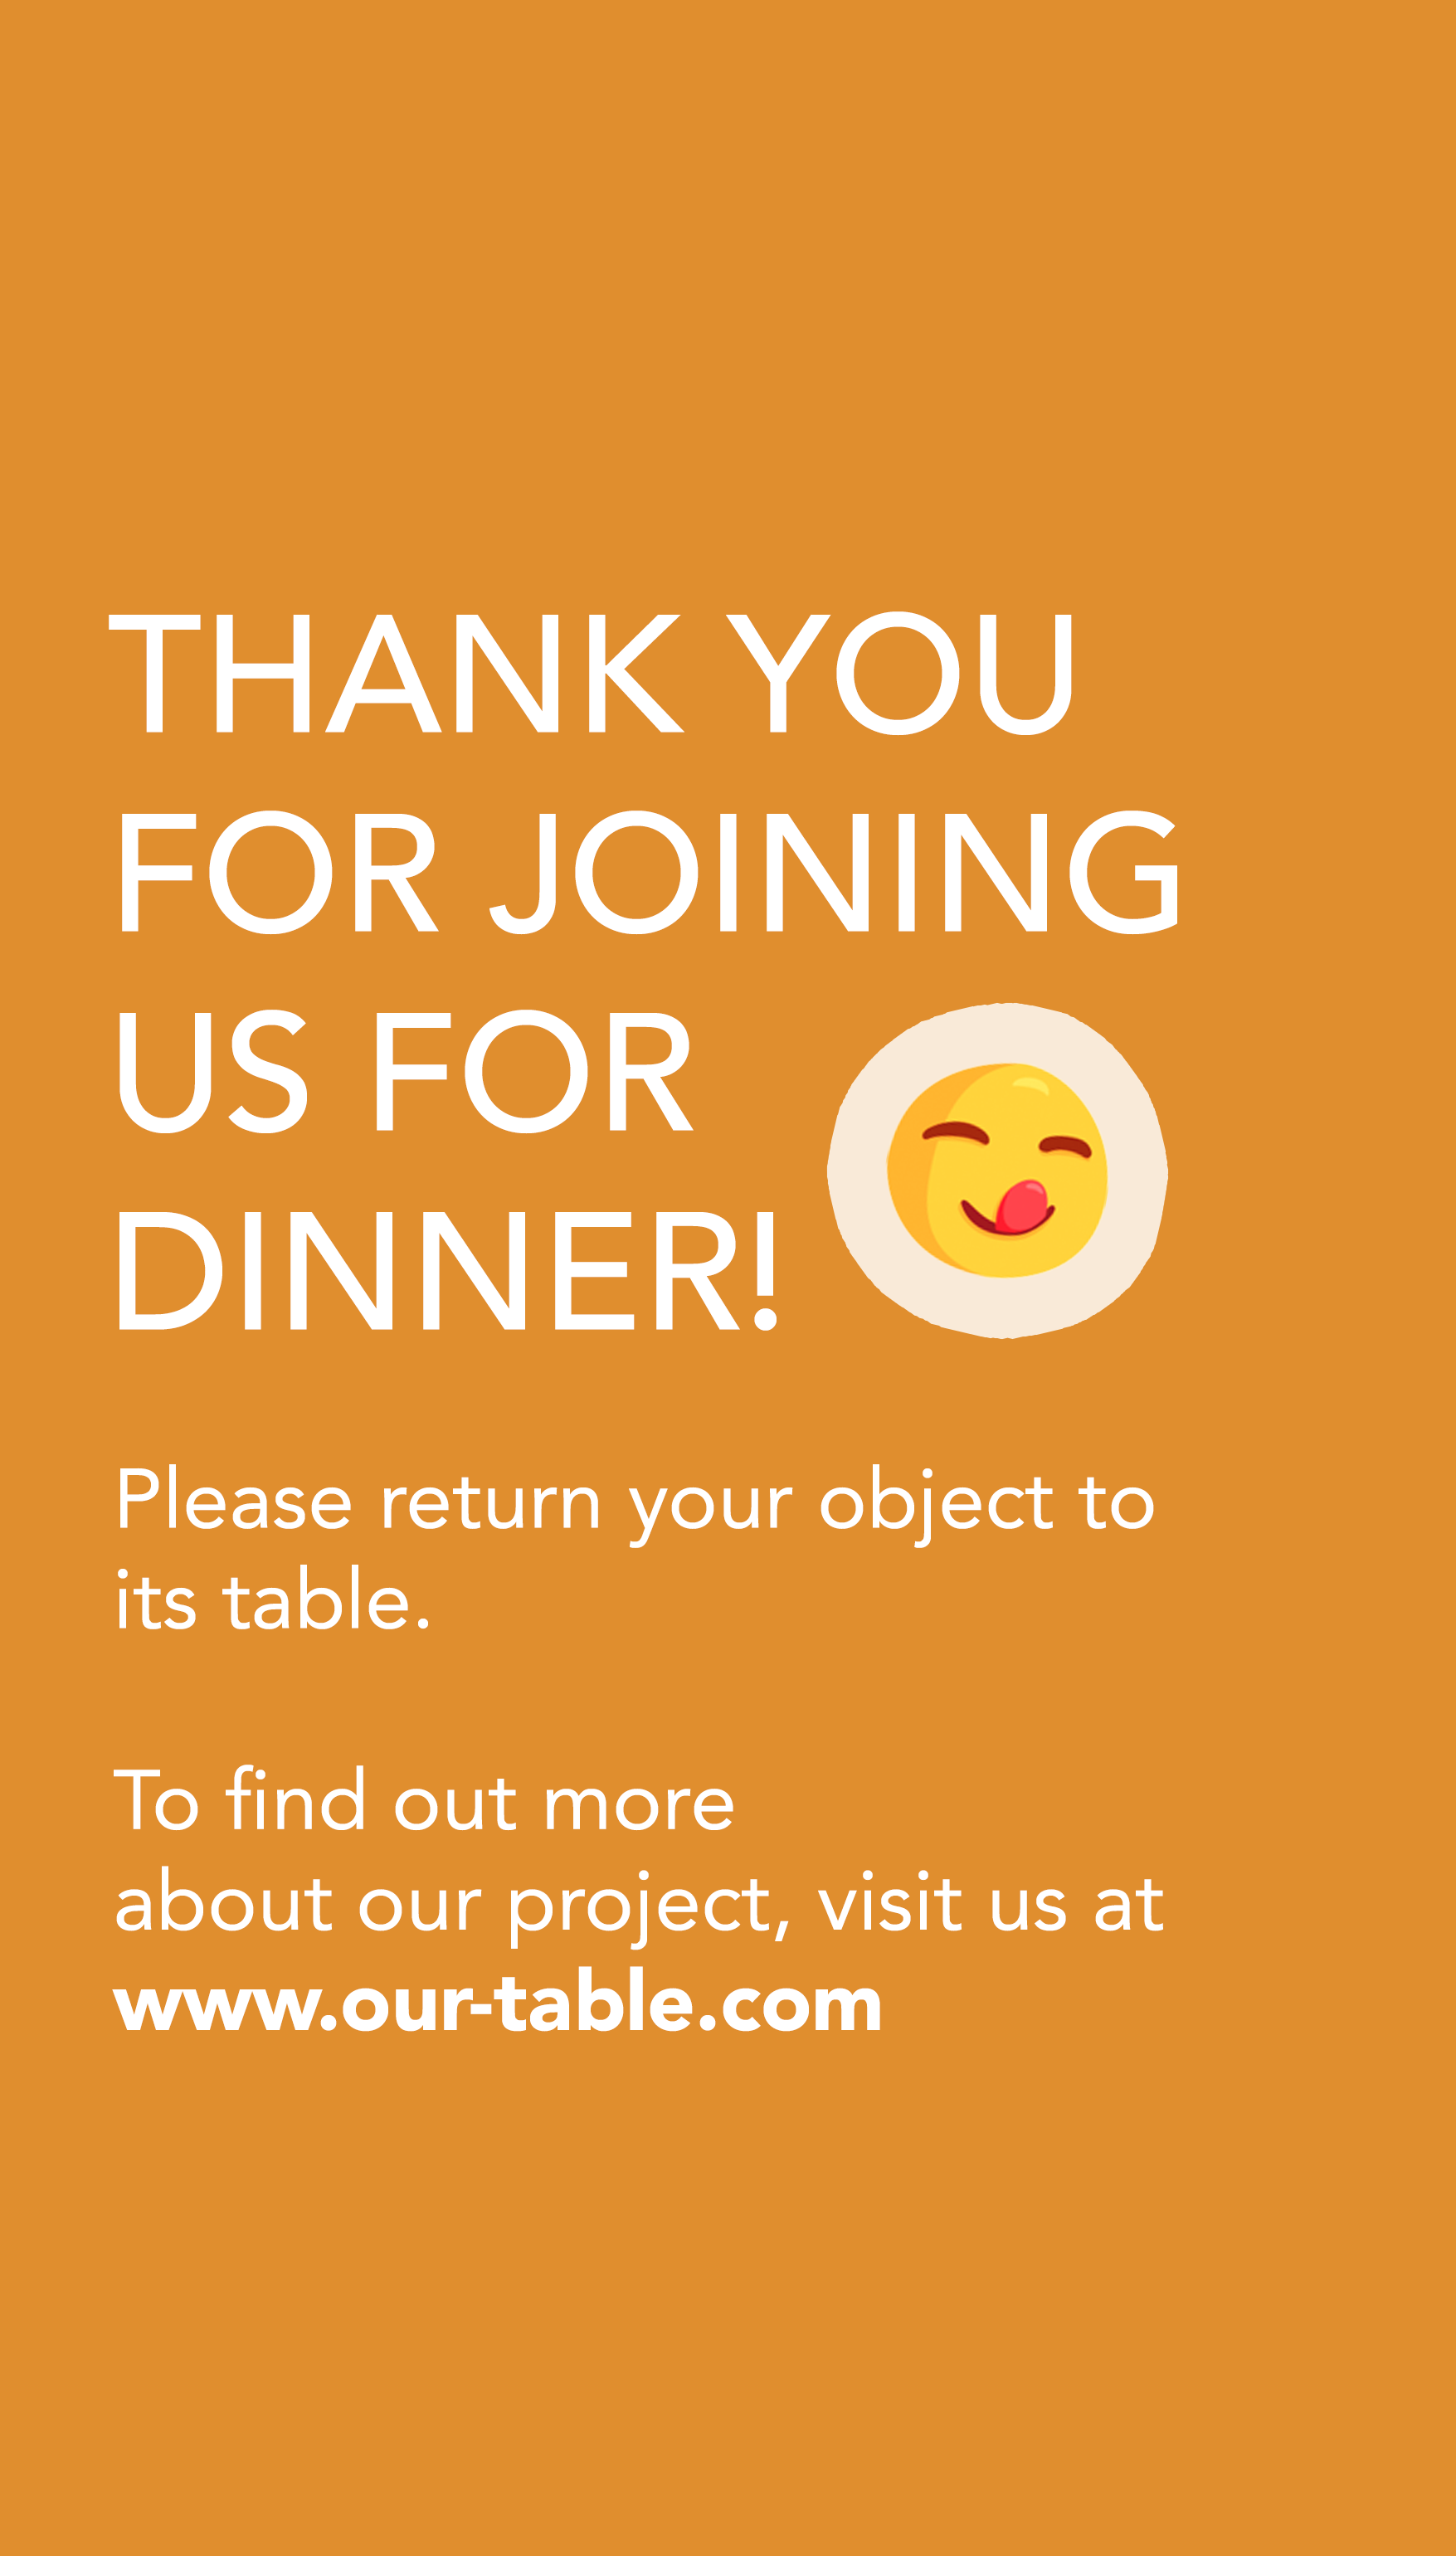 THANK YOU
FOR JOINING
US FOR
DINNER!
Please return your object to
its table.
To find out more
about our project, visit us at
www.our-table.com